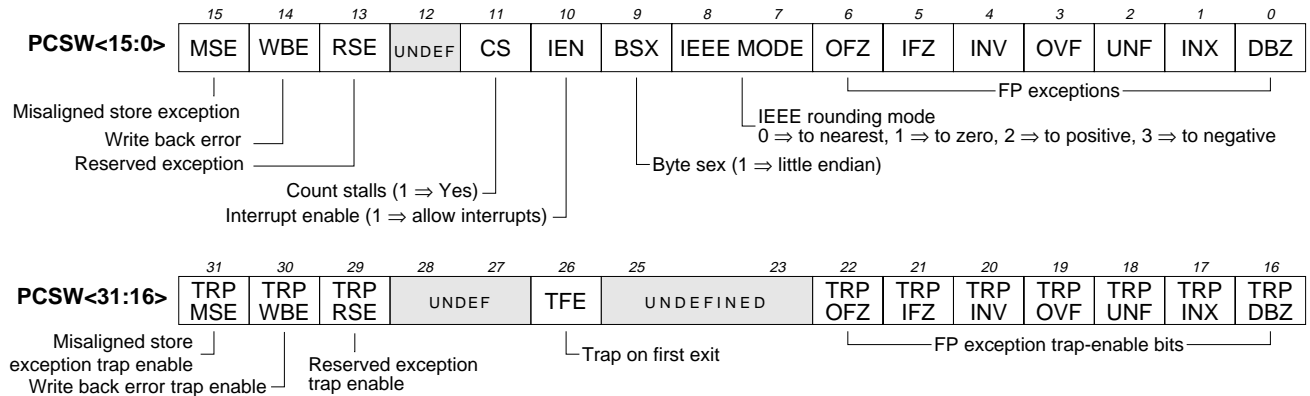 15 14 13 12 11 10 9 8 7 6 5 4 3 2 1 0
PCSW<15:0> MSE WBE RSE UNDEF CS IEN BSX IEEE MODE OFZ IFZ INV OVF UNF INX DBZ
FP exceptions
Misaligned store exception
IEEE rounding mode
0 ⇒ to nearest, 1 ⇒ to zero, 2 ⇒ to positive, 3 ⇒ to negative
Write back error
Reserved exception
Byte sex (1 ⇒ little endian)
Count stalls (1 ⇒ Yes)
Interrupt enable (1 ⇒ allow interrupts)
31 30 29 28 27 26 25 23 22 21 20 19 18 17 16
PCSW<31:16> TRP MSE TRP WBE TRP RSE UNDEF TFE UNDEFINED TRP OFZ TRP IFZ TRP INV TRP OVF TRP UNF TRP INX TRP DBZ
Misaligned store
exception trap enable
Write back error trap enable
Reserved exception
trap enable
Trap on first exit
FP exception trap-enable bits